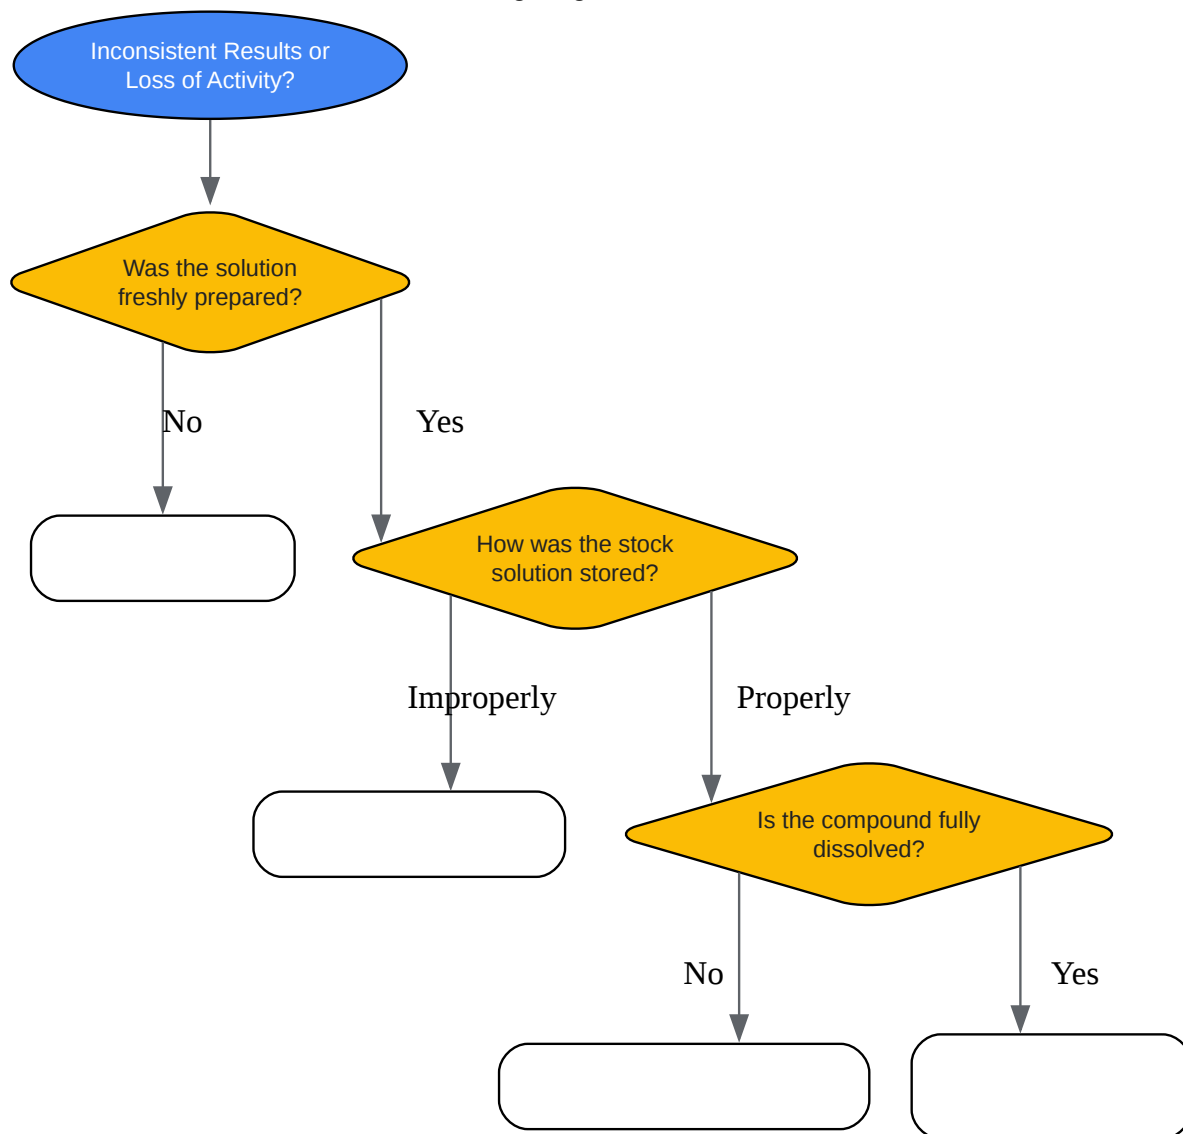 Inconsistent Results or
Loss of Activity?
Was the solution
freshly prepared?
No
Yes
How was the stock
solution stored?
Improperly
Properly
Is the compound fully
dissolved?
No
Yes